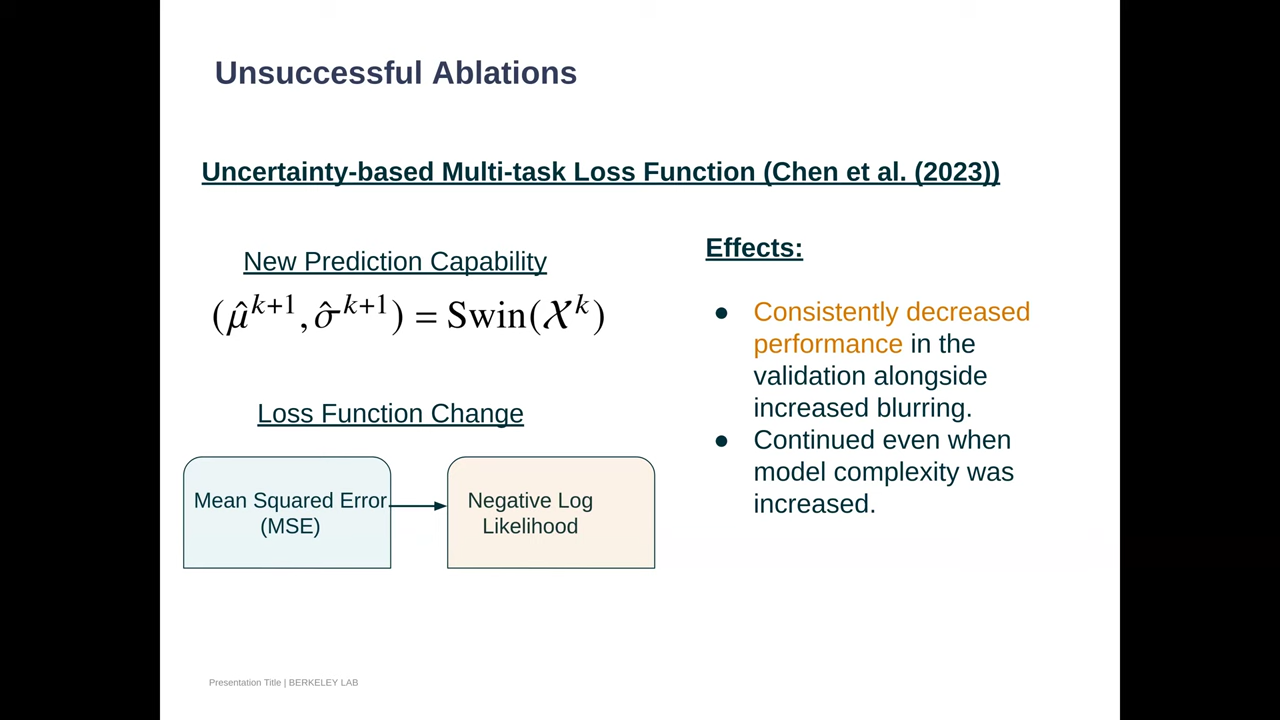 Unsuccessful Ablations
Uncertainty-based Multi-task Loss Function (Chen et al. (2023))
New Prediction Capability
(μ̂^{k+1}, σ̂^{k+1}) = Swin(𝒳^k)
Loss Function Change
Mean Squared Error
(MSE)
Negative Log
Likelihood
Effects:
● Consistently decreased
performance in the
validation alongside
increased blurring.
● Continued even when
model complexity was
increased.
Presentation Title | BERKELEY LAB